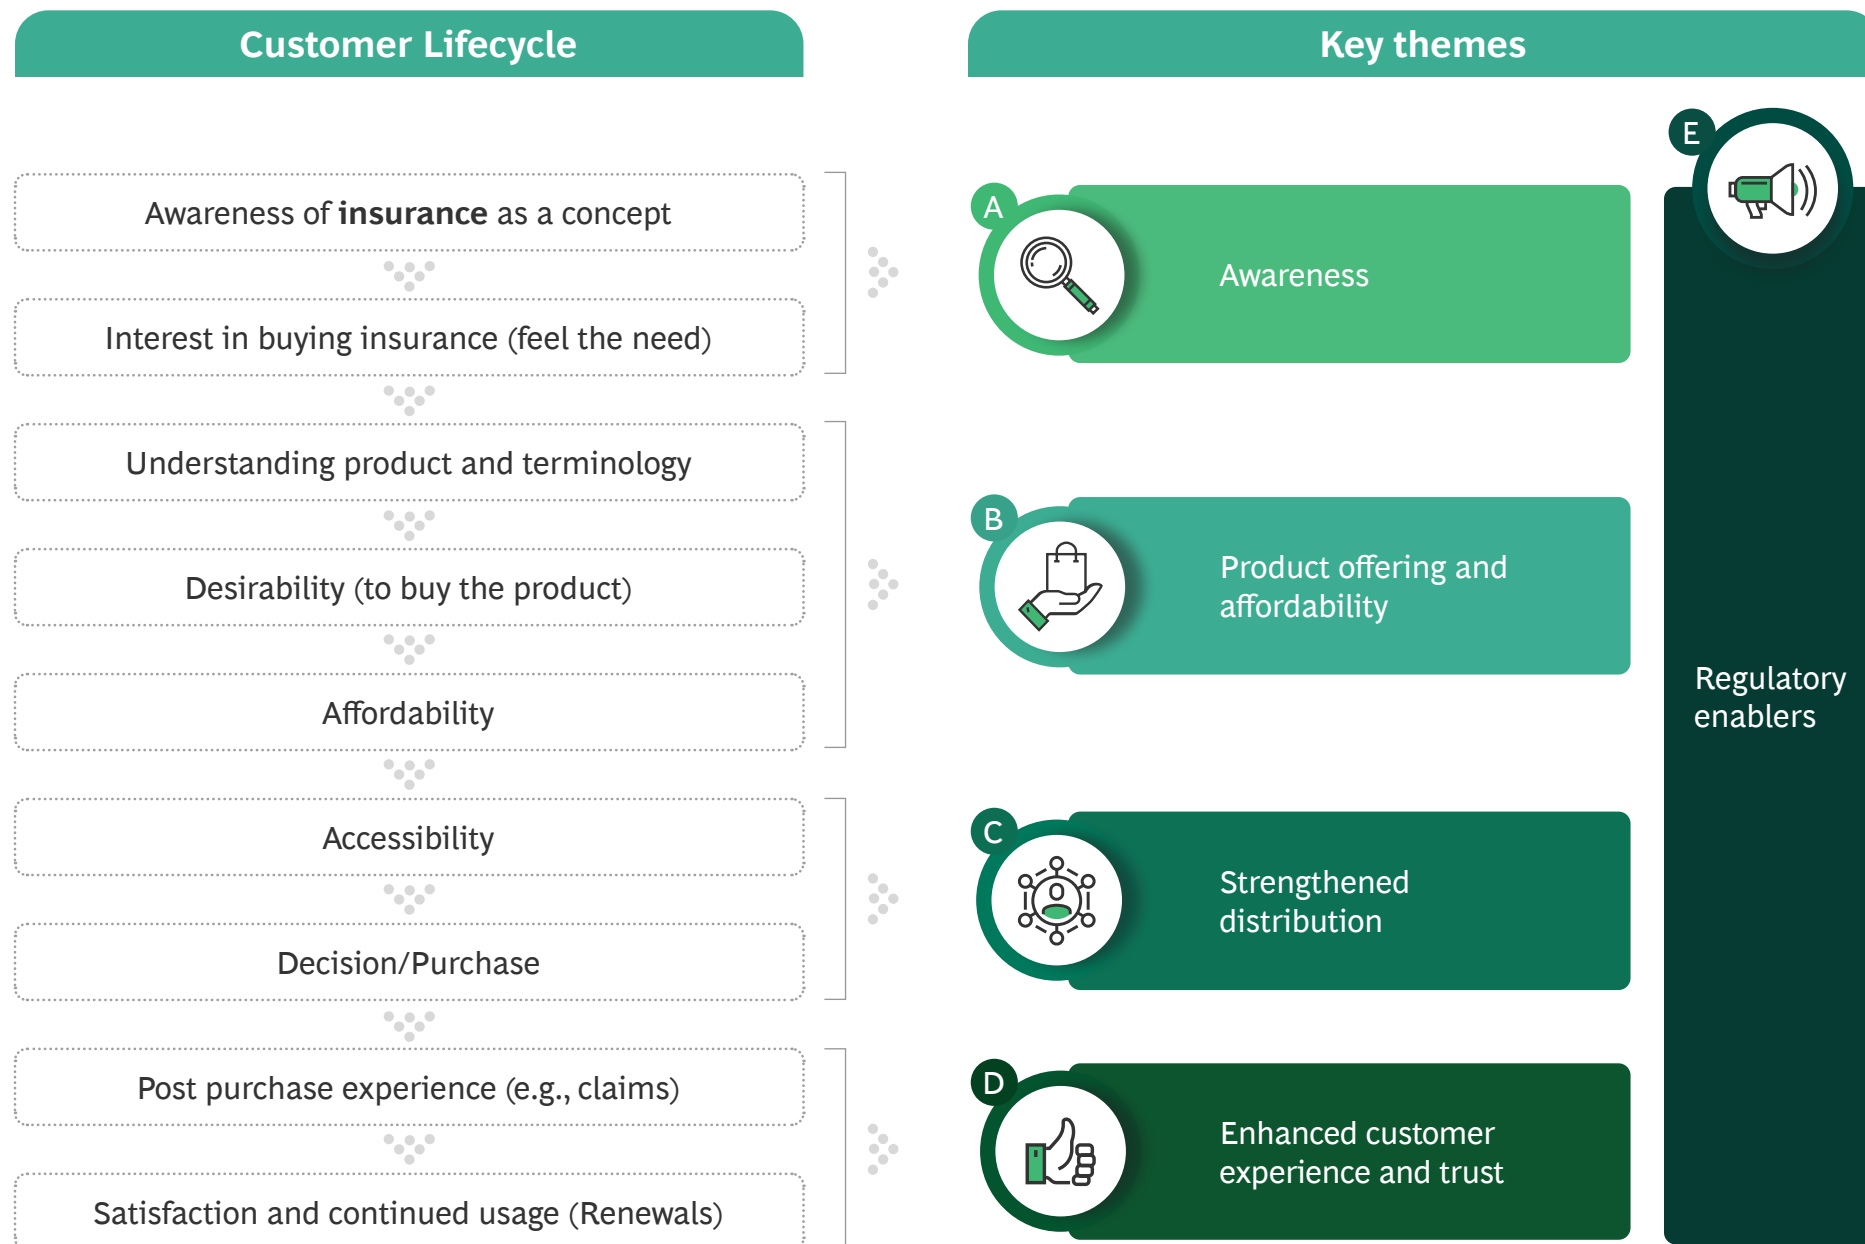 Customer Lifecycle
Key themes
Awareness of insurance as a concept
Interest in buying insurance (feel the need)
Understanding product and terminology
Desirability (to buy the product)
Affordability
Accessibility
Decision/Purchase
Post purchase experience (e.g., claims)
Satisfaction and continued usage (Renewals)
A
Awareness
B
Product offering and
affordability
C
Strengthened
distribution
D
Enhanced customer
experience and trust
E
Regulatory
enablers